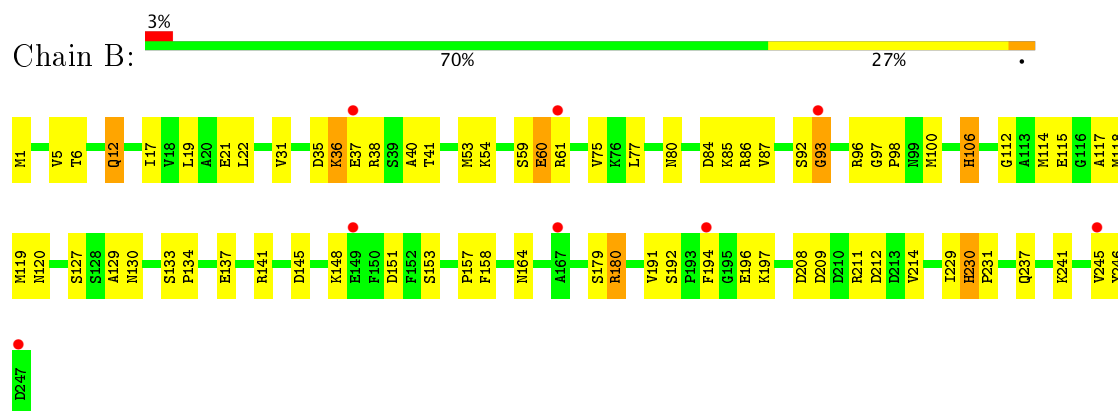 3%
Chain B:
70% 27% •
M1 V5 T6 Q12 I17 V18 L19 A20 E21 L22 V31 D35 K36 E37 R38 S39 A40 T41 M53 K54 S59 E60 R61 V75 K76 L77 N80 D84 K85 R86 V87 S92 G93 R96 G97 P98 N99 M100 H106 G112 A113 M114 E115 G116 A117 M118
M119 N120 S127 S128 A129 N130 S133 P134 E137 R141 D145 K148 E149 F150 D151 F152 S153 P157 F158 N164 A167 S179 R180 V191 S192 P193 F194 G195 E196 K197 D208 D209 D210 R211 D212 D213 V214 I229 H230 P231 Q237 K241 V245 Y246
D247